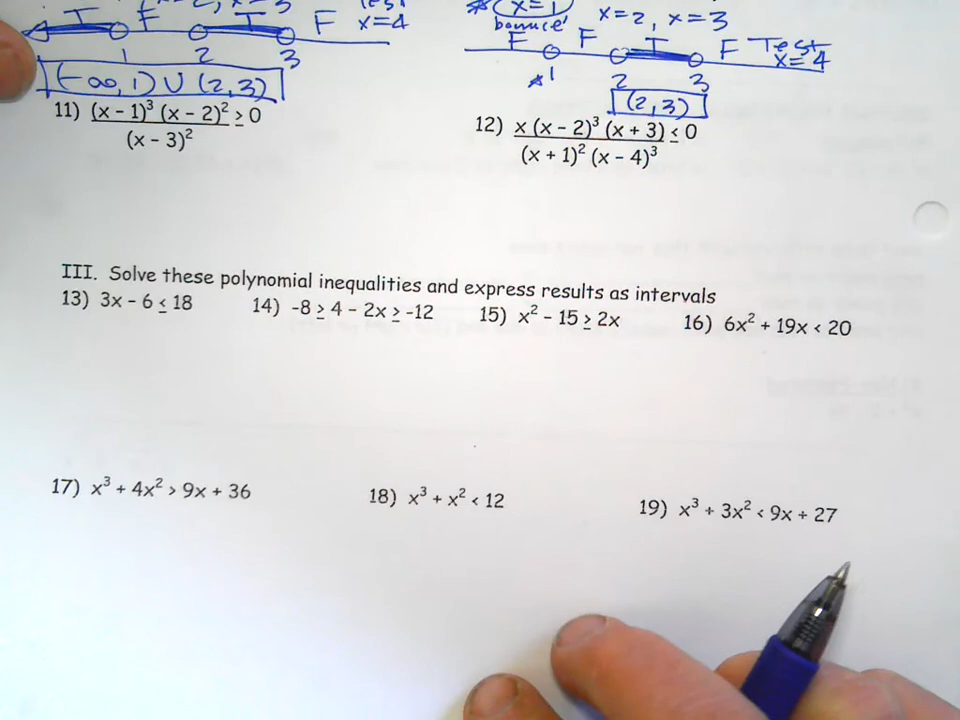 x=2, x=3
T F T F x=4
1 2 3
(-∞, 1) ∪ (2, 3)
x=1
bounce
x=2, x=3
F F T F Test
x=4
1 2 3
(2, 3)
11) (x - 1)³ (x - 2)² ≥ 0
(x - 3)²
12) x (x - 2)³ (x + 3) ≤ 0
(x + 1)² (x - 4)³
III. Solve these polynomial inequalities and express results as intervals
13) 3x - 6 ≤ 18 14) -8 ≥ 4 - 2x ≥ -12 15) x² - 15 ≥ 2x 16) 6x² + 19x < 20
17) x³ + 4x² > 9x + 36 18) x³ + x² < 12 19) x³ + 3x² < 9x + 27